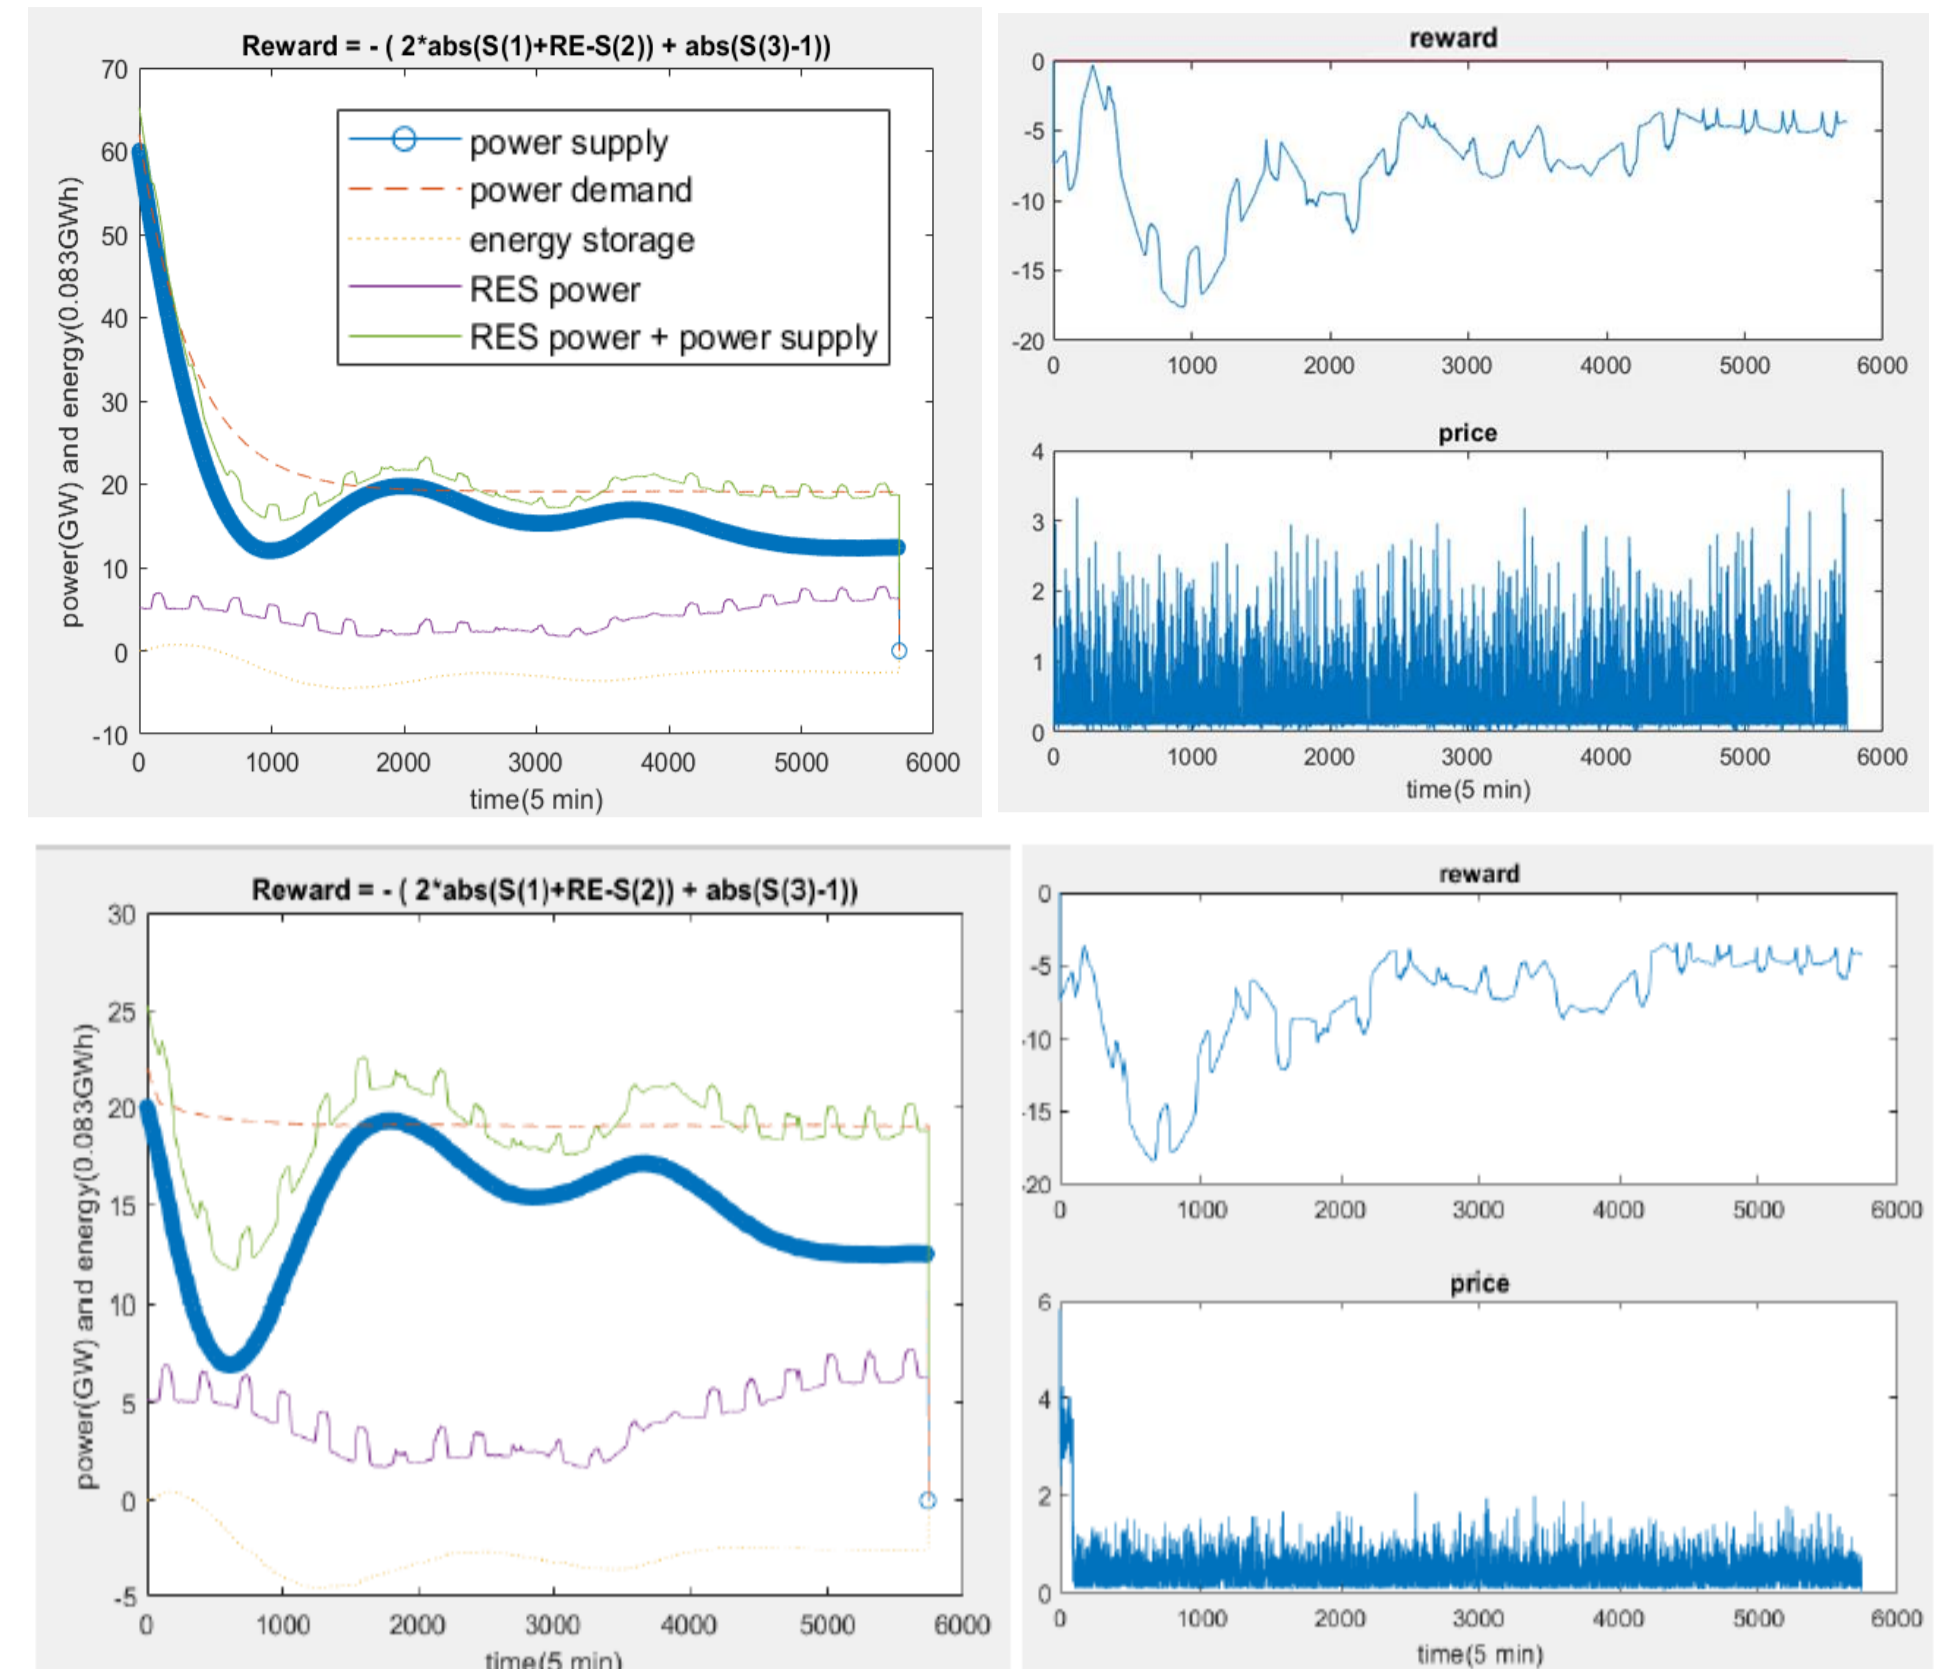 Reward = - ( 2*abs(S(1)+RE-S(2)) + abs(S(3)-1))
70
60
50
40
30
20
10
0
-10
power(GW) and energy(0.083GWh)
power supply
power demand
energy storage
RES power
RES power + power supply
0 1000 2000 3000 4000 5000 6000
time(5 min)
reward
0
-5
-10
-15
-20
0 1000 2000 3000 4000 5000 6000
price
4
3
2
1
0
0 1000 2000 3000 4000 5000 6000
time(5 min)
Reward = - ( 2*abs(S(1)+RE-S(2)) + abs(S(3)-1))
30
25
20
15
10
5
0
-5
power(GW) and energy(0.083GWh)
0 1000 2000 3000 4000 5000 6000
time(5 min)
reward
0
-5
-10
-15
-20
0 1000 2000 3000 4000 5000 6000
price
6
4
2
0
0 1000 2000 3000 4000 5000 6000
time(5 min)